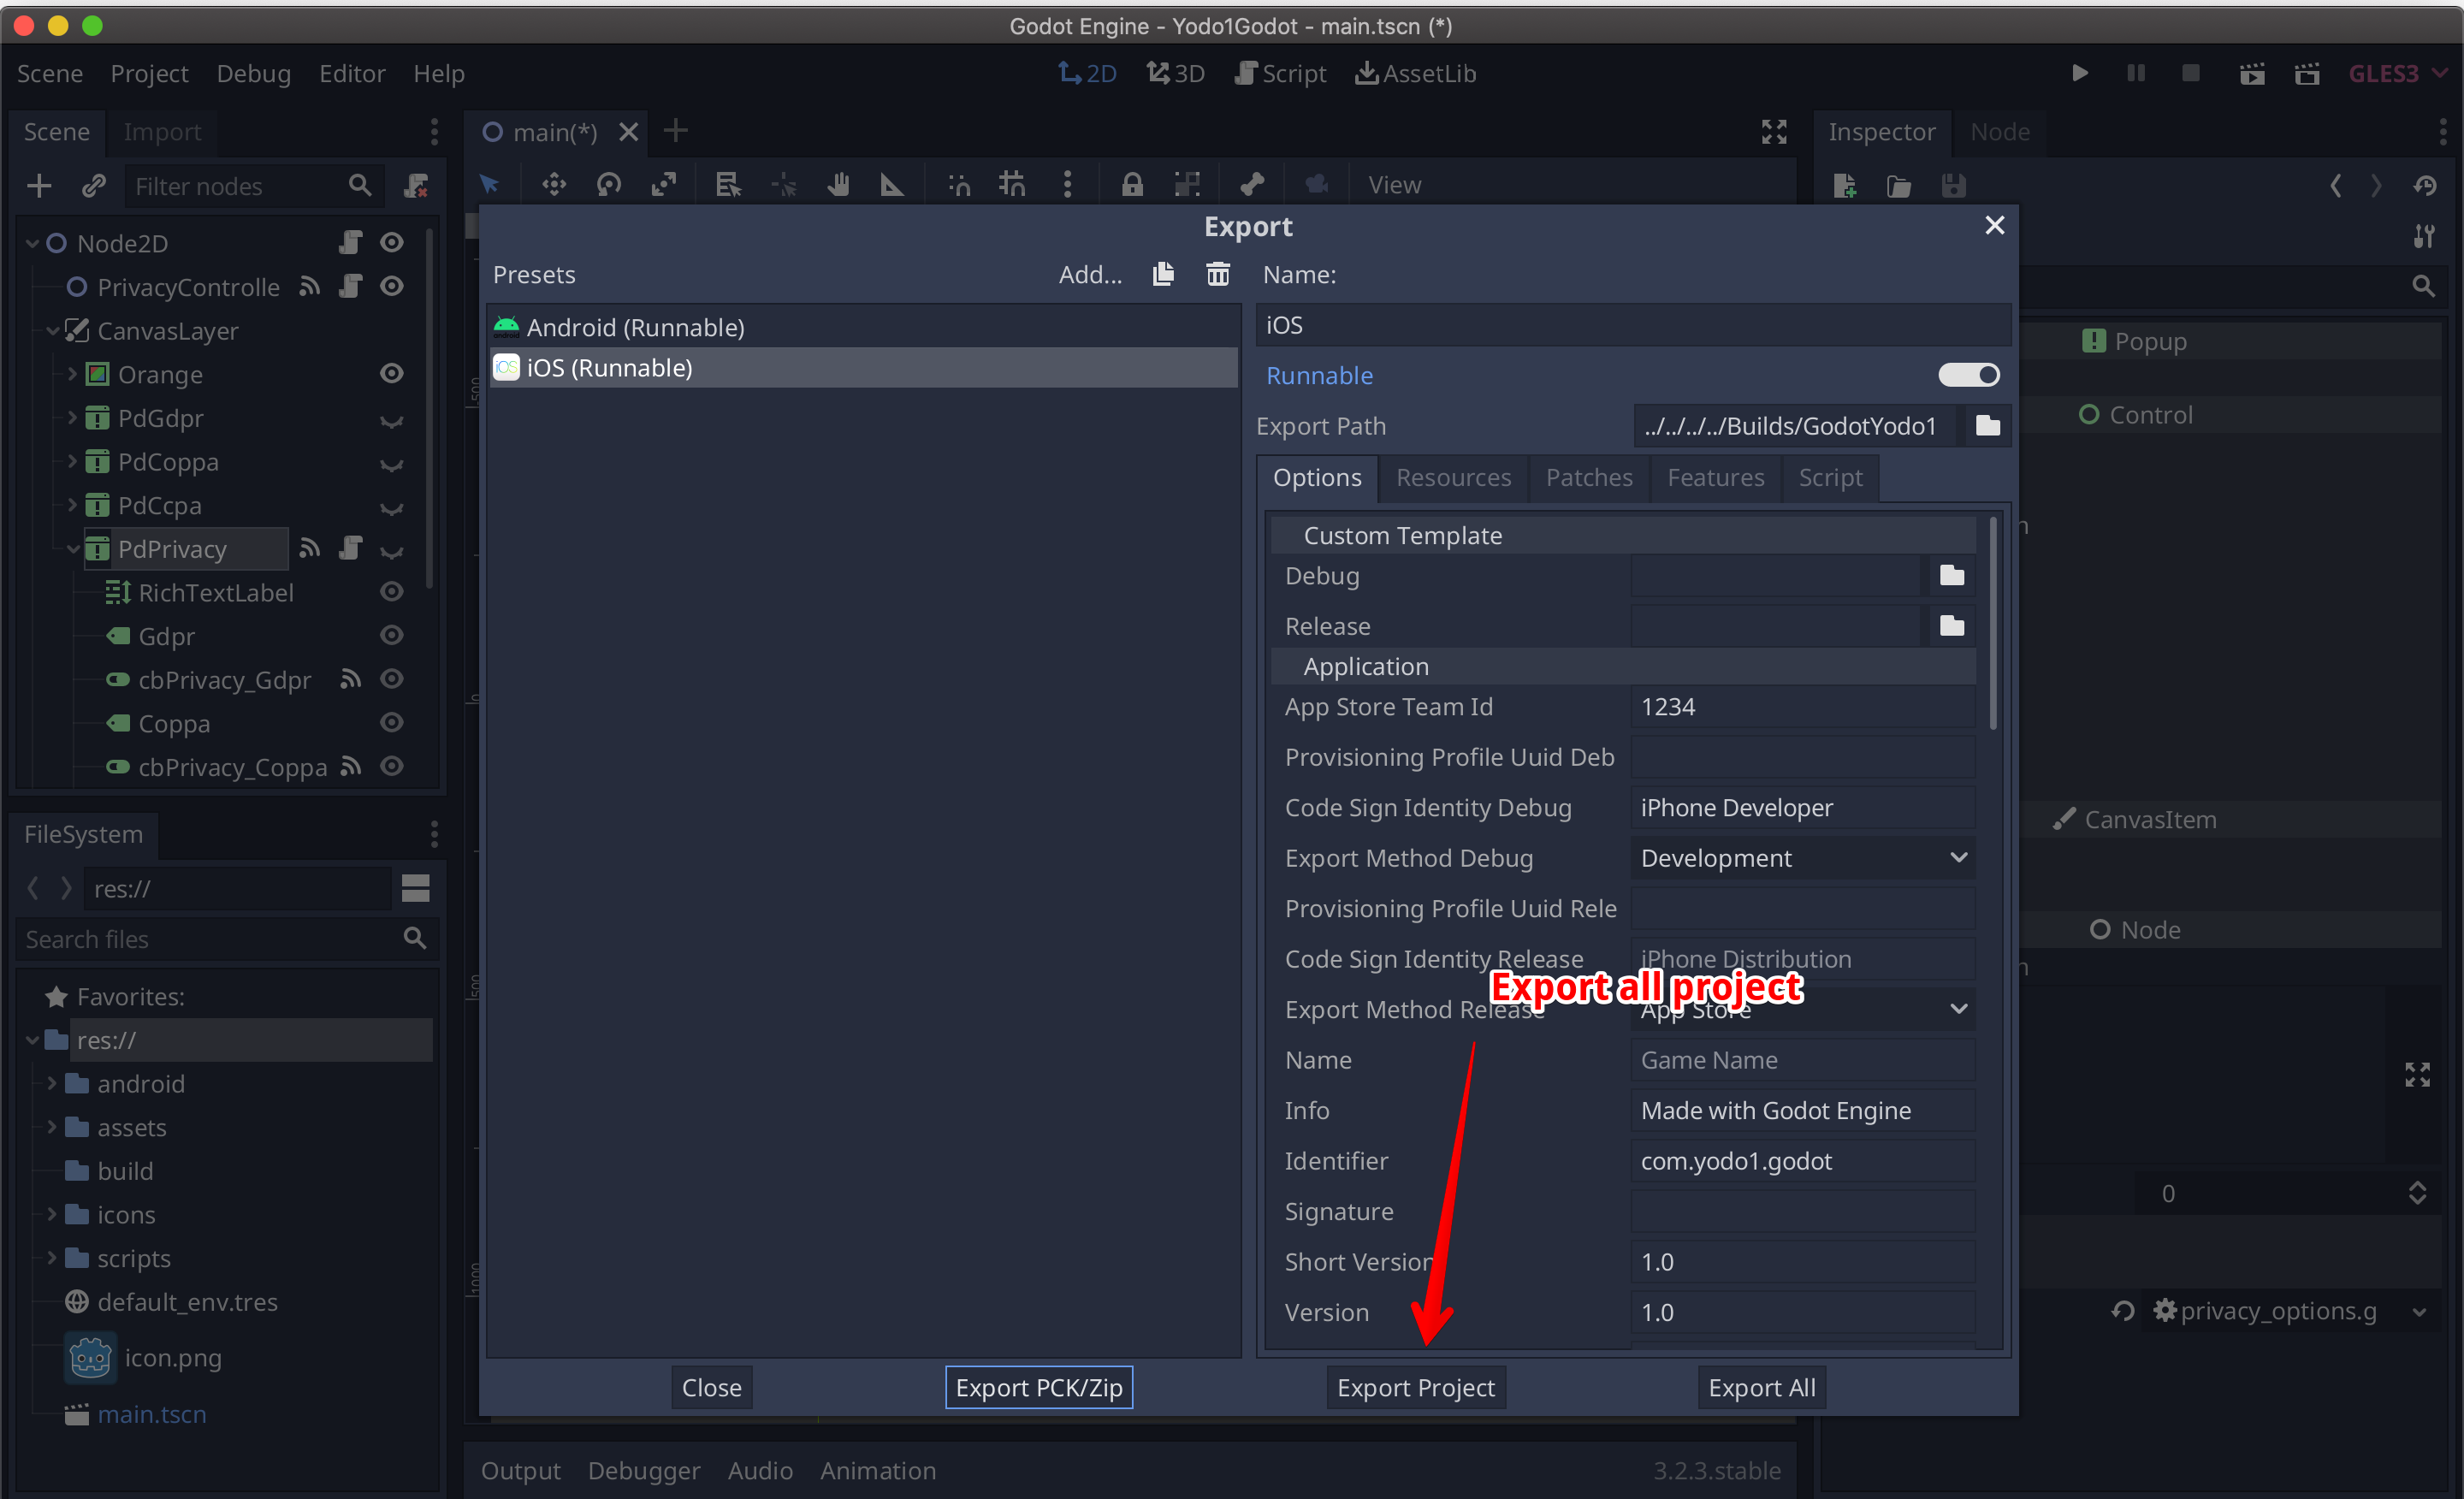 Godot Engine - Yodo1Godot - main.tscn (*)
Scene Project Debug Editor Help
2D 3D Script AssetLib
GLES3
Scene Import
main(*)
Inspector Node
Filter nodes
View
Node2D
PrivacyControlle
CanvasLayer
Orange
PdGdpr
PdCoppa
PdCcpa
PdPrivacy
RichTextLabel
Gdpr
cbPrivacy_Gdpr
Coppa
cbPrivacy_Coppa
FileSystem
res://
Search files
Favorites:
res://
android
assets
build
icons
scripts
default_env.tres
icon.png
main.tscn
-500
0
500
1000
Export
Presets
Add...
Name:
Android (Runnable)
iOS (Runnable)
iOS
Runnable
Export Path ../../../../Builds/GodotYodo1
Options Resources Patches Features Script
Custom Template
Debug
Release
Application
App Store Team Id 1234
Provisioning Profile Uuid Deb
Code Sign Identity Debug iPhone Developer
Export Method Debug Development
Provisioning Profile Uuid Rele
Code Sign Identity Release iPhone Distribution
Export all project
Export Method Release App Store
Name Game Name
Info Made with Godot Engine
Identifier com.yodo1.godot
Signature
Short Version 1.0
Version 1.0
Close Export PCK/Zip Export Project Export All
Popup
Control
n
CanvasItem
Node
n
0
privacy_options.g
Output Debugger Audio Animation
3.2.3.stable